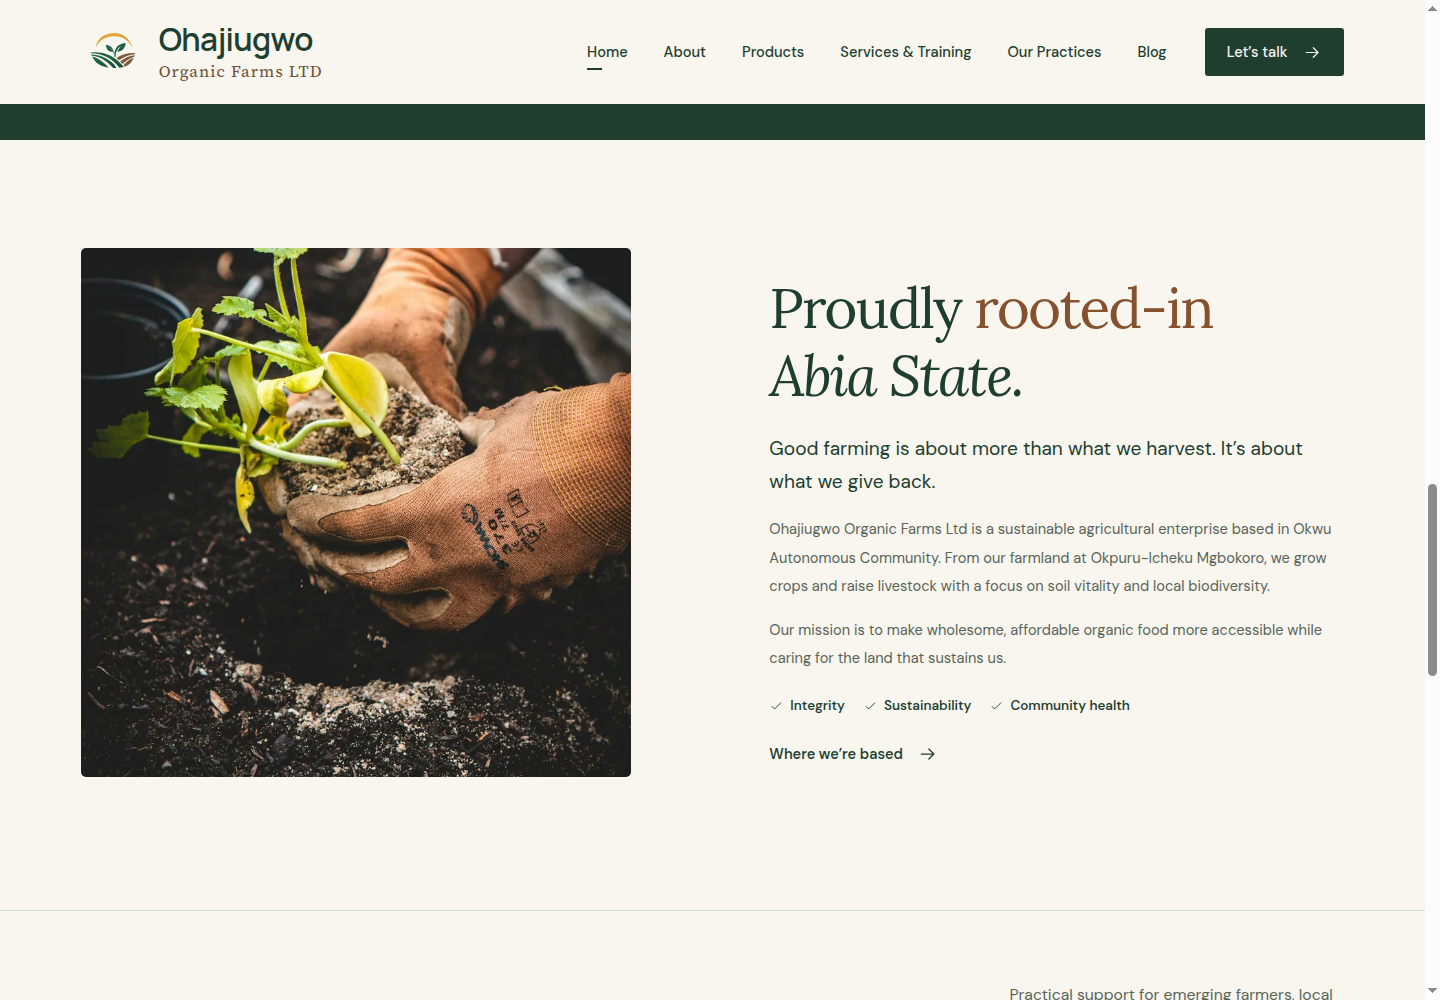 Ohajiugwo
Organic Farms LTD
Home
About
Products
Services & Training
Our Practices
Blog
Let’s talk
Proudly rooted-in
Abia State.
Good farming is about more than what we harvest. It’s about
what we give back.
Ohajiugwo Organic Farms Ltd is a sustainable agricultural enterprise based in Okwu
Autonomous Community. From our farmland at Okpuru-Icheku Mgbokoro, we grow
crops and raise livestock with a focus on soil vitality and local biodiversity.
Our mission is to make wholesome, affordable organic food more accessible while
caring for the land that sustains us.
Integrity
Sustainability
Community health
Where we’re based
Practical support for emerging farmers, local